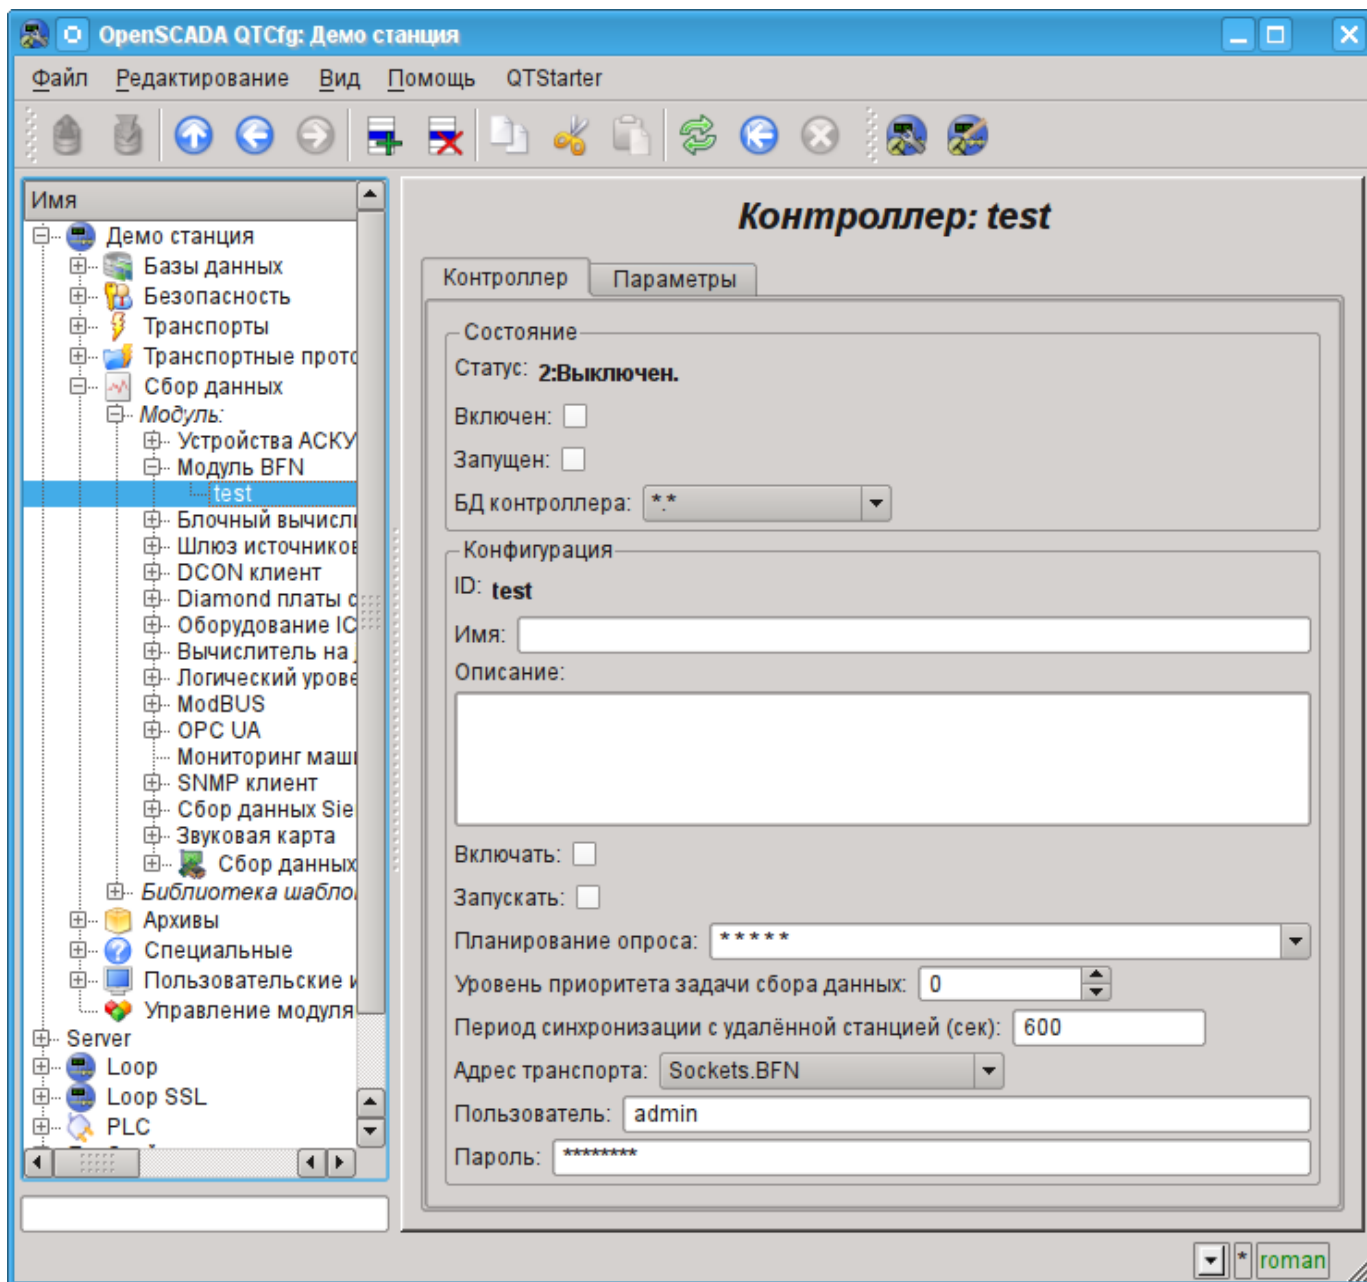 OpenSCADA QTCfg: Демо станция
Файл Редактирование Вид Помощь QTStarter
Имя
Демо станция
Базы данных
Безопасность
Транспорты
Транспортные прото
Сбор данных
Модуль:
Устройства АСКУ
Модуль BFN
test
Блочный вычисли
Шлюз источников
DCON клиент
Diamond платы с
Оборудование IC
Вычислитель на
Логический урове
ModBUS
OPC UA
Мониторинг маши
SNMP клиент
Сбор данных Sie
Звуковая карта
Сбор данных
Библиотека шабло
Архивы
Специальные
Пользовательские и
Управление модуля
Server
Loop
Loop SSL
PLC
Контроллер: test
Контроллер Параметры
Состояние
Статус: 2:Выключен.
Включен:
Запущен:
БД контроллера: *.*
Конфигурация
ID: test
Имя:
Описание:
Включать:
Запускать:
Планирование опроса: * * * * *
Уровень приоритета задачи сбора данных: 0
Период синхронизации с удалённой станцией (сек): 600
Адрес транспорта: Sockets.BFN
Пользователь: admin
Пароль: ********
* roman